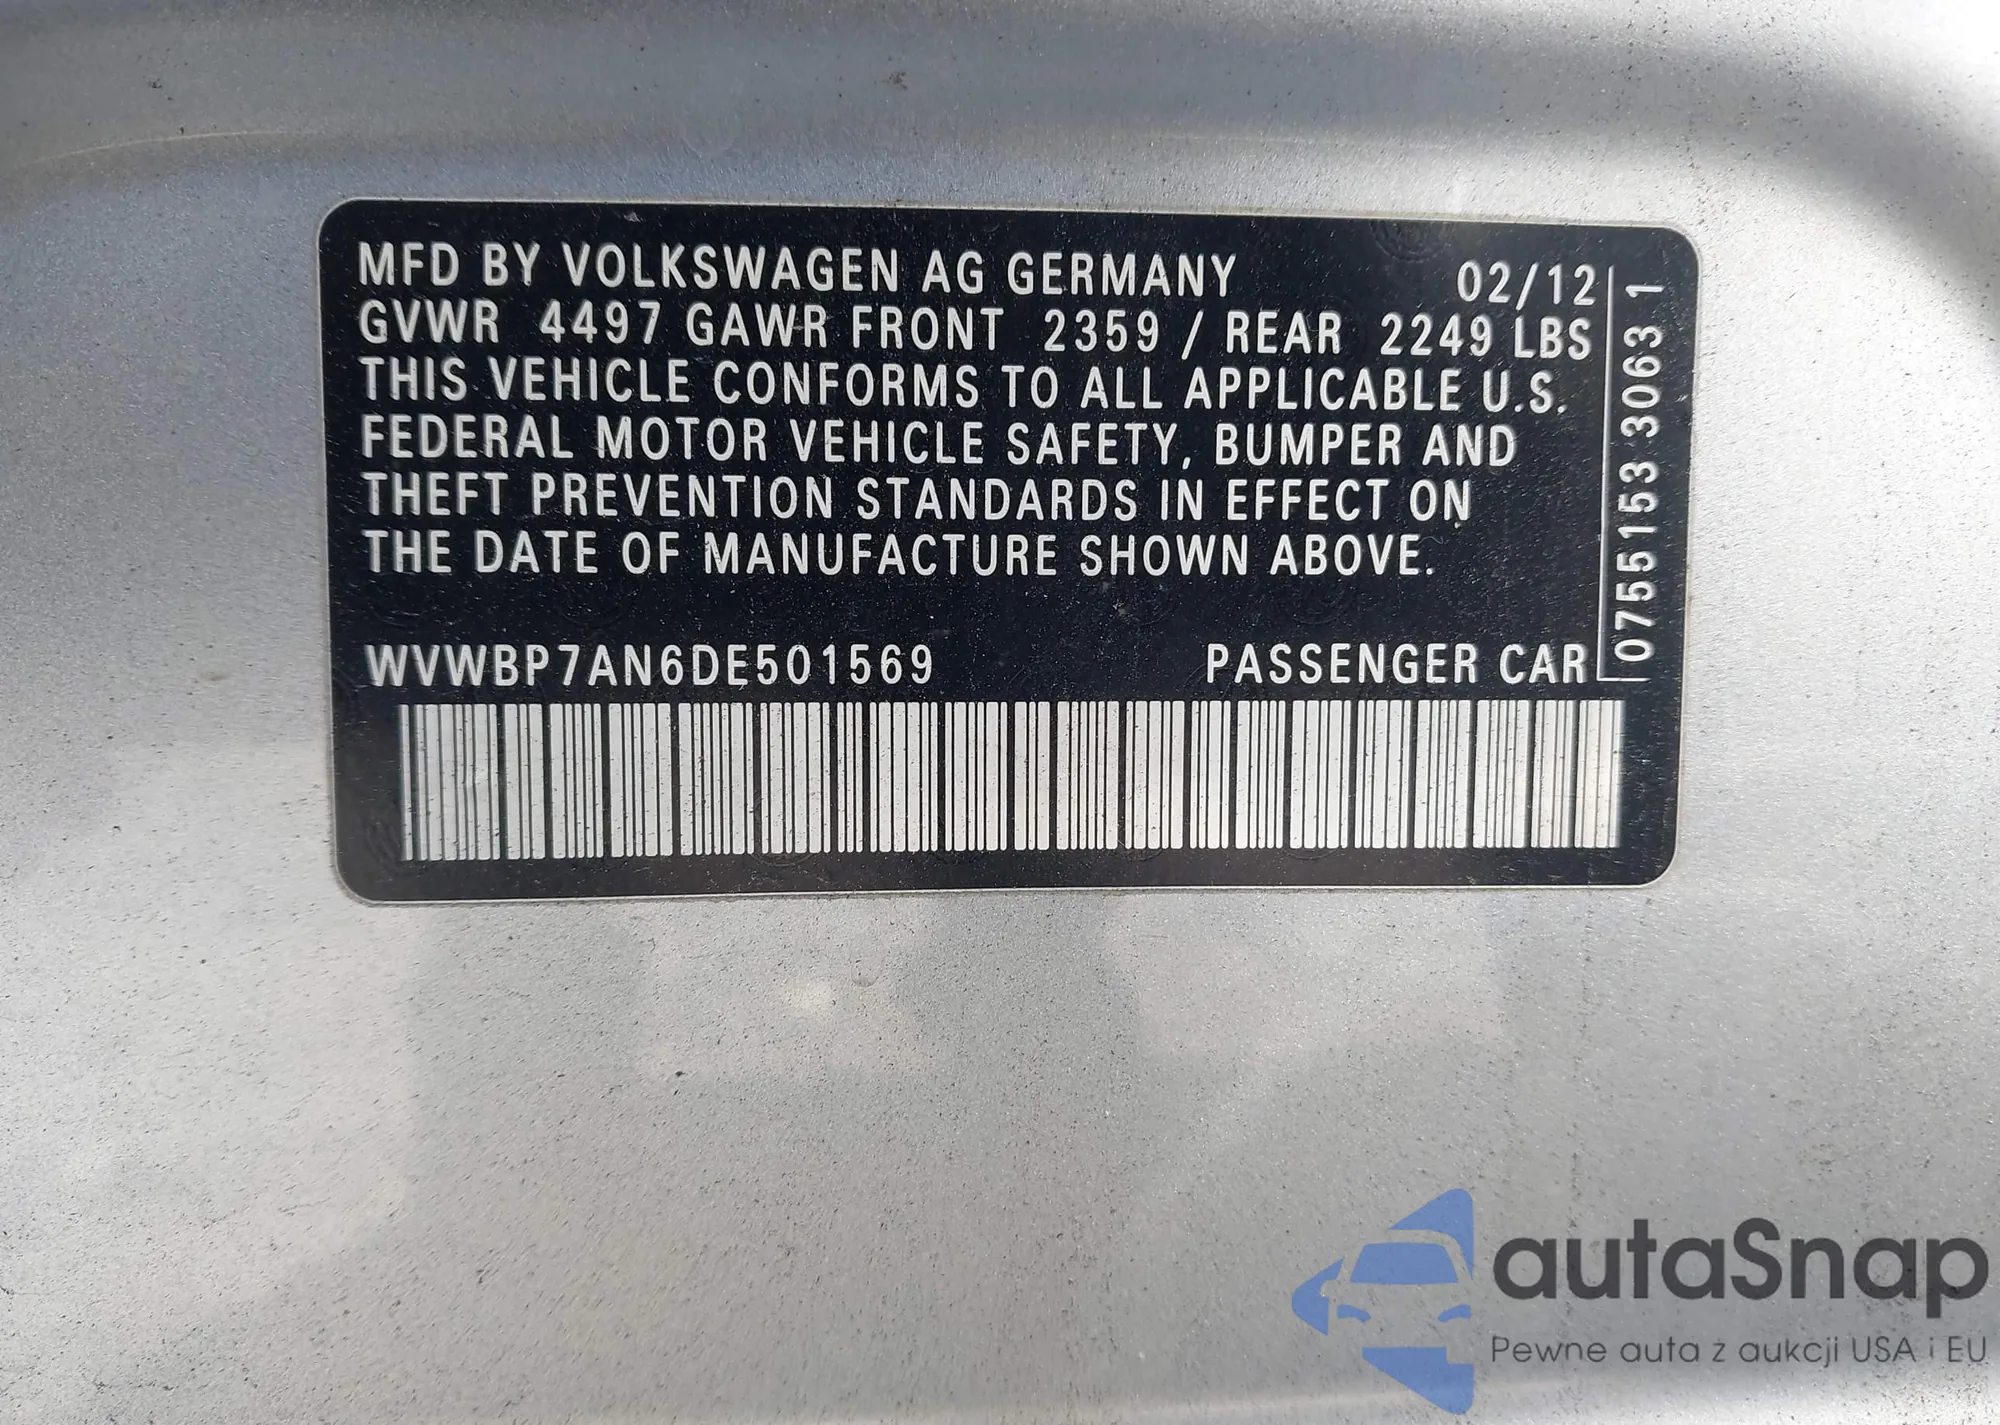 MFD BY VOLKSWAGEN AG GERMANY 02/12
GVWR 4497 GAWR FRONT 2359 / REAR 2249 LBS
THIS VEHICLE CONFORMS TO ALL APPLICABLE U.S.
FEDERAL MOTOR VEHICLE SAFETY, BUMPER AND
THEFT PREVENTION STANDARDS IN EFFECT ON
THE DATE OF MANUFACTURE SHOWN ABOVE.
WVWBP7AN6DE501569 PASSENGER CAR
0755153 3063 1
autaSnap
Pewne auta z aukcji USA i EU